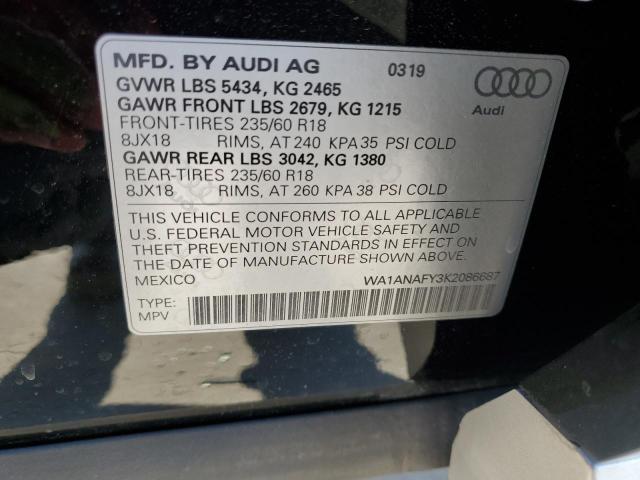 MFD. BY AUDI AG 0319
GVWR LBS 5434, KG 2465
GAWR FRONT LBS 2679, KG 1215
FRONT-TIRES 235/60 R18
8JX18 RIMS, AT 240 KPA 35 PSI COLD
GAWR REAR LBS 3042, KG 1380
REAR-TIRES 235/60 R18
8JX18 RIMS, AT 260 KPA 38 PSI COLD
Audi
THIS VEHICLE CONFORMS TO ALL APPLICABLE
U.S. FEDERAL MOTOR VEHICLE SAFETY AND
THEFT PREVENTION STANDARDS IN EFFECT ON
THE DATE OF MANUFACTURE SHOWN ABOVE.
MEXICO WA1ANAFY3K2086687
TYPE:
MPV